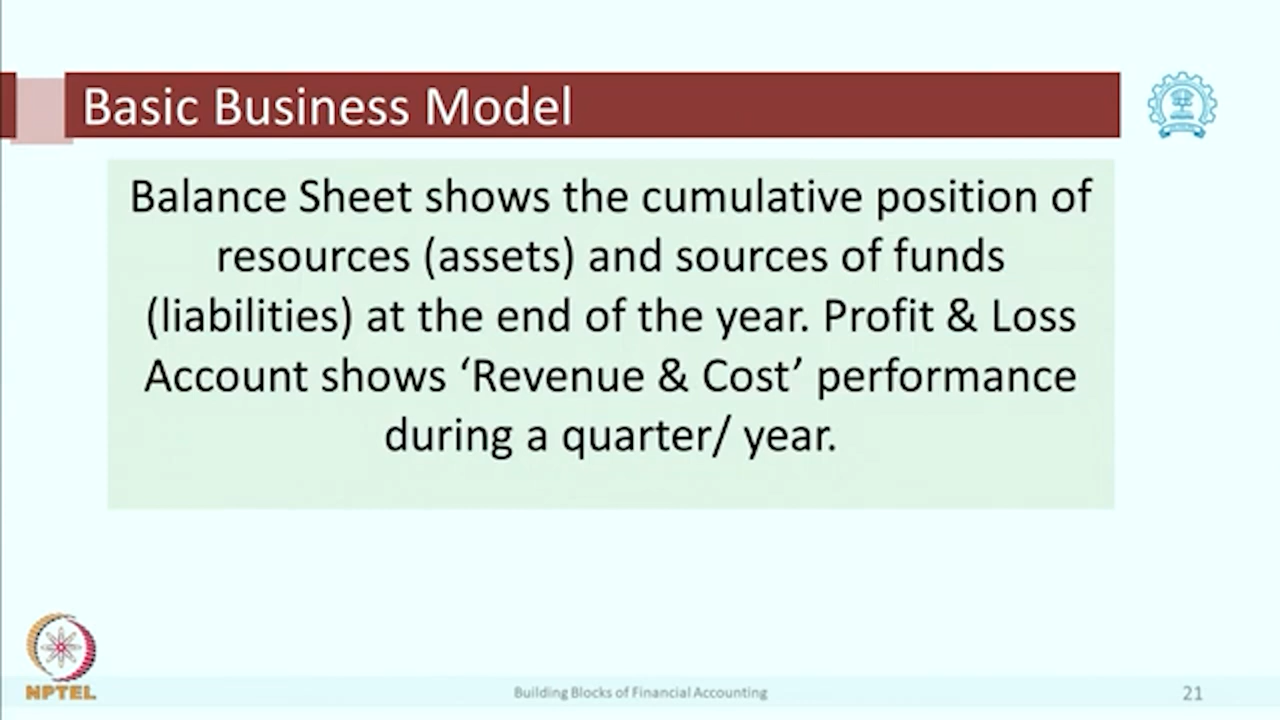 Basic Business Model
Balance Sheet shows the cumulative position of
resources (assets) and sources of funds
(liabilities) at the end of the year. Profit & Loss
Account shows ‘Revenue & Cost’ performance
during a quarter/ year.
NPTEL
Building Blocks of Financial Accounting
21